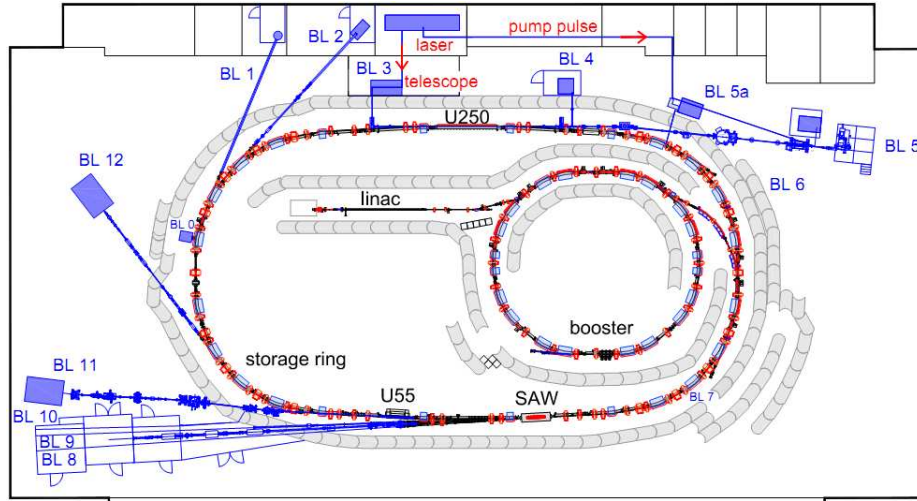 pump pulse
BL 1
BL 2
laser
BL 3
telescope
BL 4
BL 5a
BL 5
U250
BL 12
linac
BL 6
BL 0
booster
storage ring
BL 11
U55
SAW
BL 7
BL 10
BL 9
BL 8